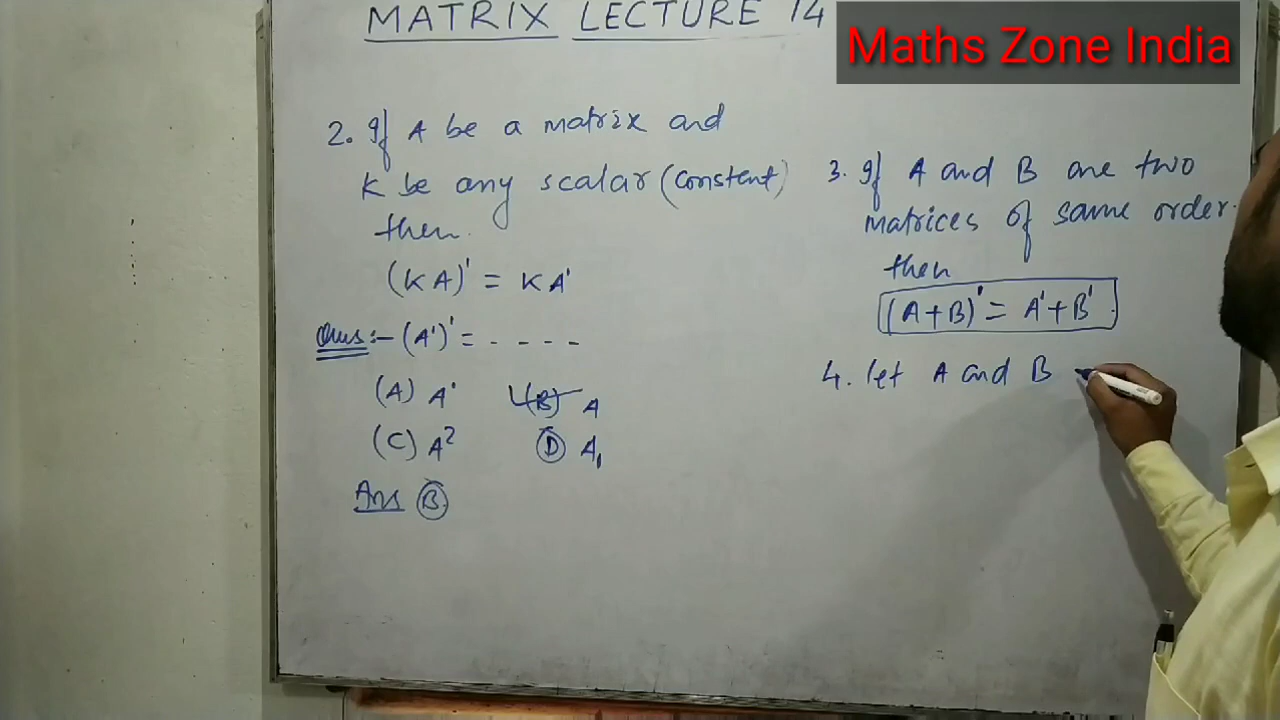 MATRIX LECTURE 14
Maths Zone India
2. If A be a matrix and
K be any scalar (constent)
then.
(KA)' = KA'
Ques :- (A')' = - - - -
(A) A' (B) A
(C) A² (D) A₁
Ans (B).
3. If A and B are two
matrices of same order.
then
(A+B)' = A'+B'.
4. let A and B